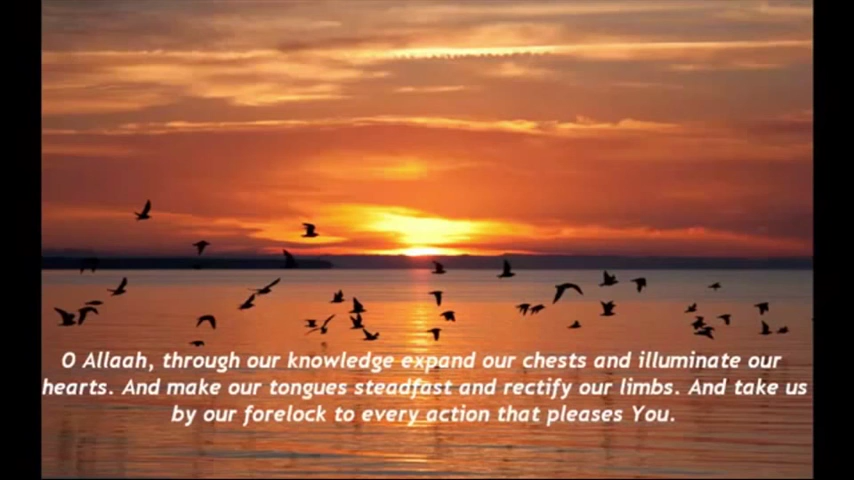 O Allaah, through our knowledge expand our chests and illuminate our
hearts. And make our tongues steadfast and rectify our limbs. And take us
by our forelock to every action that pleases You.